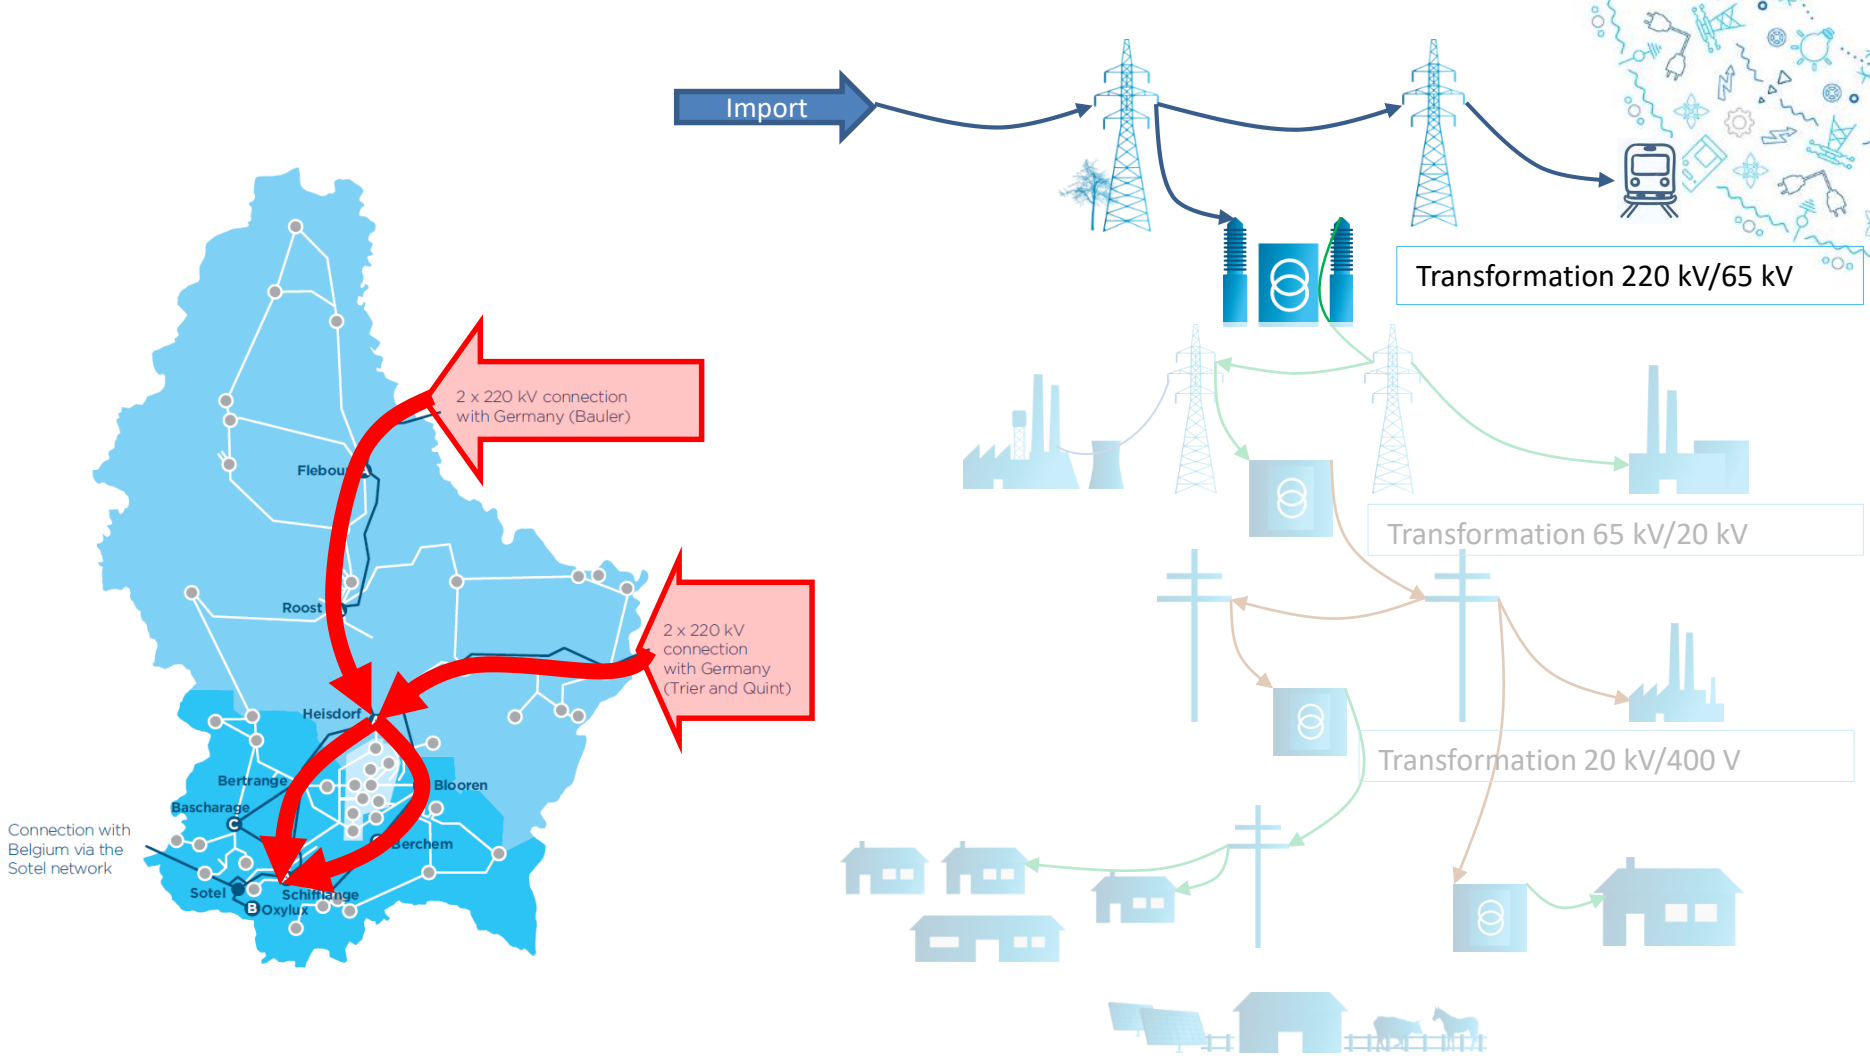 Import
Transformation 220 kV/65 kV
2 x 220 kV connection
with Germany (Bauler)
Flebour
Transformation 65 kV/20 kV
Roost
2 x 220 kV
connection
with Germany
(Trier and Quint)
Heisdorf
Transformation 20 kV/400 V
Bertrange
Blooren
Bascharage
C
Connection with
Belgium via the
Sotel network
Berchem
Sotel
Schifflange
B
Oxylux